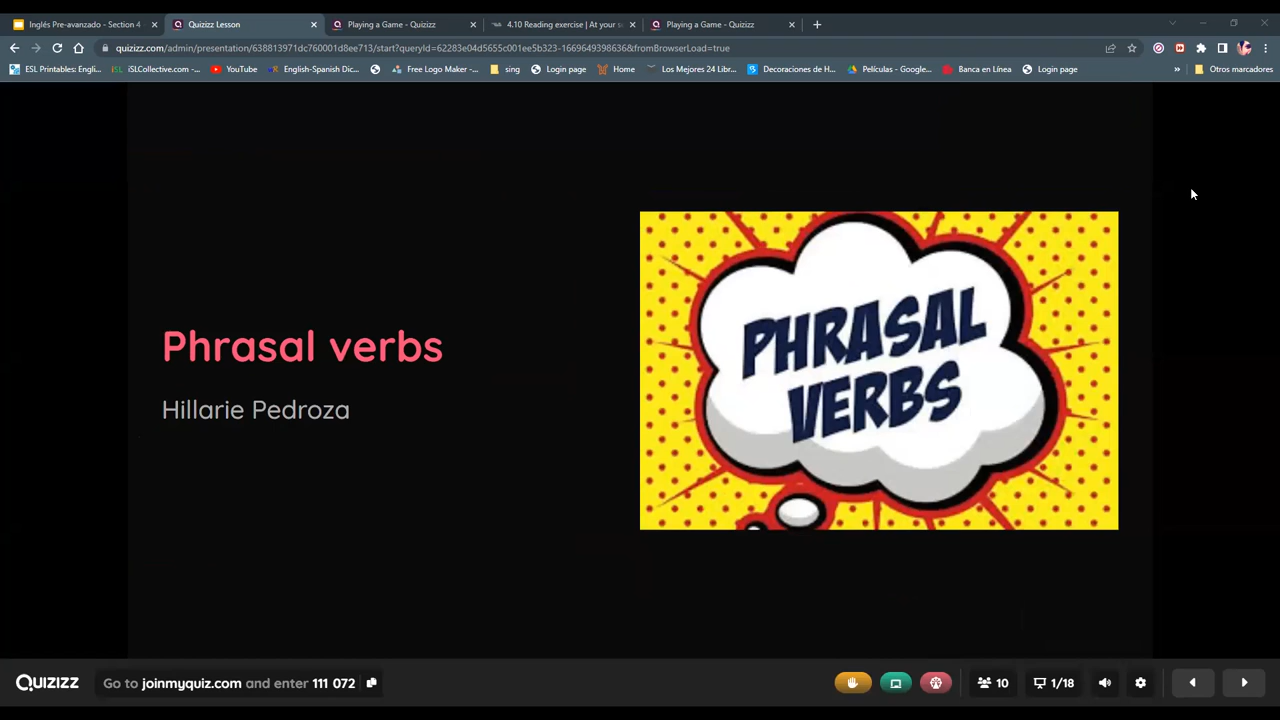 Inglés Pre-avanzado - Section 4
Quizizz Lesson
Playing a Game - Quizizz
4.10 Reading exercise | At your s
Playing a Game - Quizizz
quizizz.com/admin/presentation/638813971dc760001d8ee713/start?queryId=62283e04d5655c001ee5b323-1669649938636&fromBrowserLoad=true
ESL Printables: Engli...
iSLCollective.com -...
YouTube
English-Spanish Dic...
Free Logo Maker -...
sing
Login page
Home
Los Mejores 24 Libr...
Decoraciones de H...
Películas - Google...
Banca en Línea
Login page
»
Otros marcadores
PHRASAL
VERBS
Phrasal verbs
Hillarie Pedroza
QUIZIZZ
Go to joinmyquiz.com and enter 111 072
10
1/18